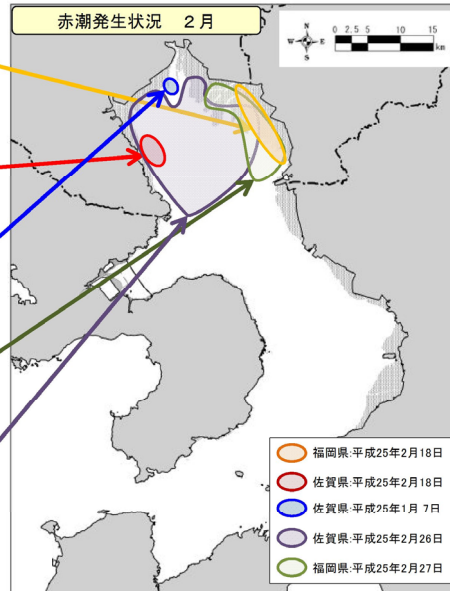 赤潮発生状況 2月
N
W E
S
0 2.5 5 10 15
km
福岡県:平成25年2月18日
佐賀県:平成25年2月18日
佐賀県:平成25年1月 7日
佐賀県:平成25年2月26日
福岡県:平成25年2月27日